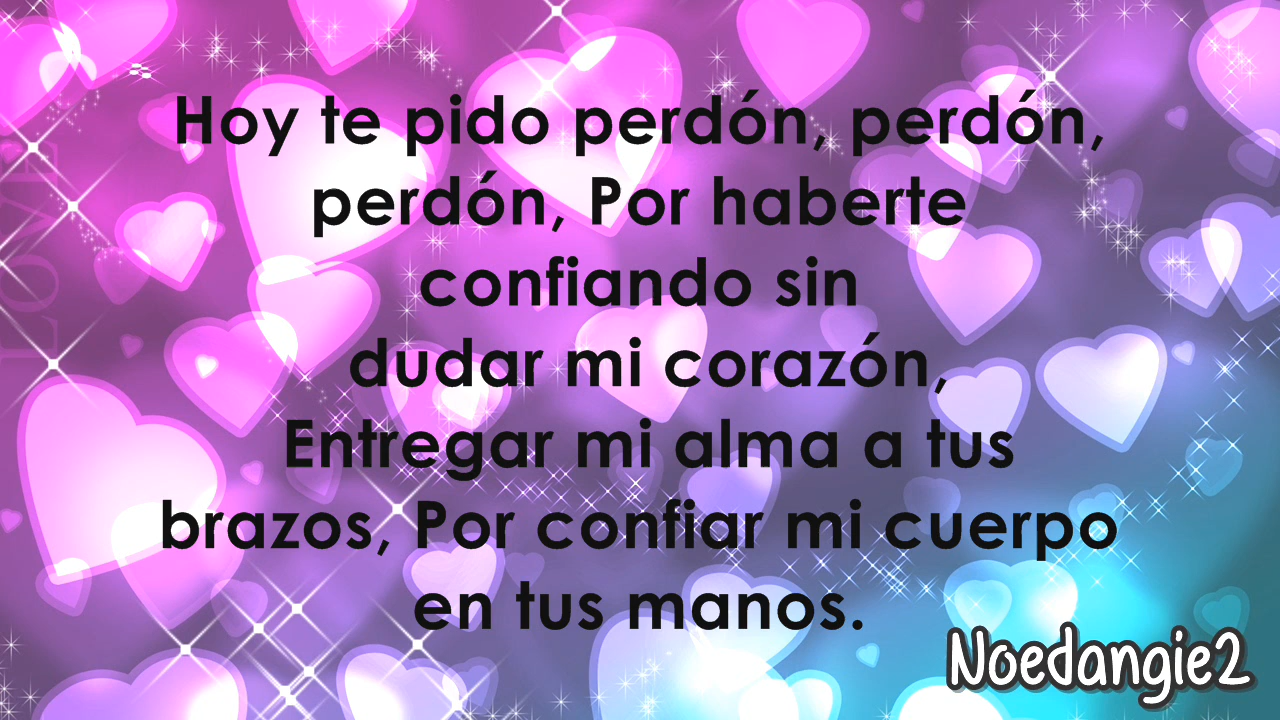 Hoy te pido perdón, perdón,
perdón, Por haberte
confiando sin
dudar mi corazón,
Entregar mi alma a tus
brazos, Por confiar mi cuerpo
en tus manos.
Noedangie2
LOVE